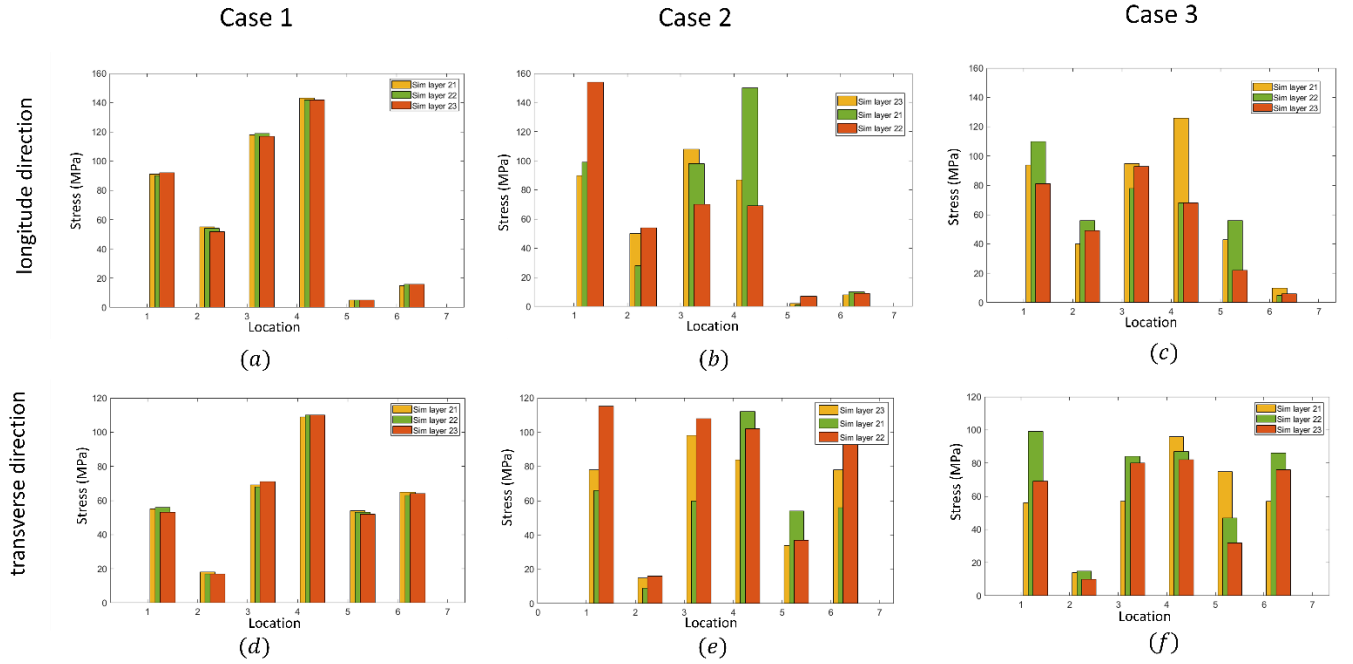 Case 1
Case 2
Case 3
longitude direction
Stress (MPa)
160
140
120
100
80
60
40
20
0
Sim layer 21
Sim layer 22
Sim layer 23
1 2 3 4 5 6 7
Location
(a)
Stress (MPa)
160
140
120
100
80
60
40
20
0
Sim layer 23
Sim layer 21
Sim layer 22
1 2 3 4 5 6 7
Location
(b)
Stress (MPa)
160
140
120
100
80
60
40
20
0
Sim layer 21
Sim layer 22
Sim layer 23
1 2 3 4 5 6 7
Location
(c)
transverse direction
Stress (MPa)
120
100
80
60
40
20
0
Sim layer 21
Sim layer 22
Sim layer 23
1 2 3 4 5 6 7
Location
(d)
Stress (MPa)
120
100
80
60
40
20
0
Sim layer 23
Sim layer 21
Sim layer 22
0 1 2 3 4 5 6 7
Location
(e)
Stress (MPa)
120
100
80
60
40
20
0
Sim layer 21
Sim layer 22
Sim layer 23
1 2 3 4 5 6 7
Location
(f)